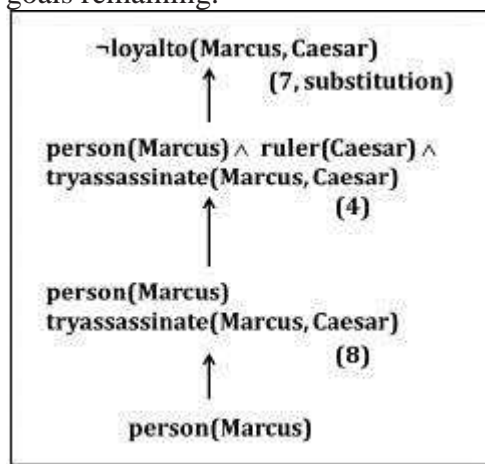 goals remaining.
¬loyalto(Marcus, Caesar)
(7, substitution)
person(Marcus) ∧ ruler(Caesar) ∧
tryassassinate(Marcus, Caesar)
(4)
person(Marcus)
tryassassinate(Marcus, Caesar)
(8)
person(Marcus)